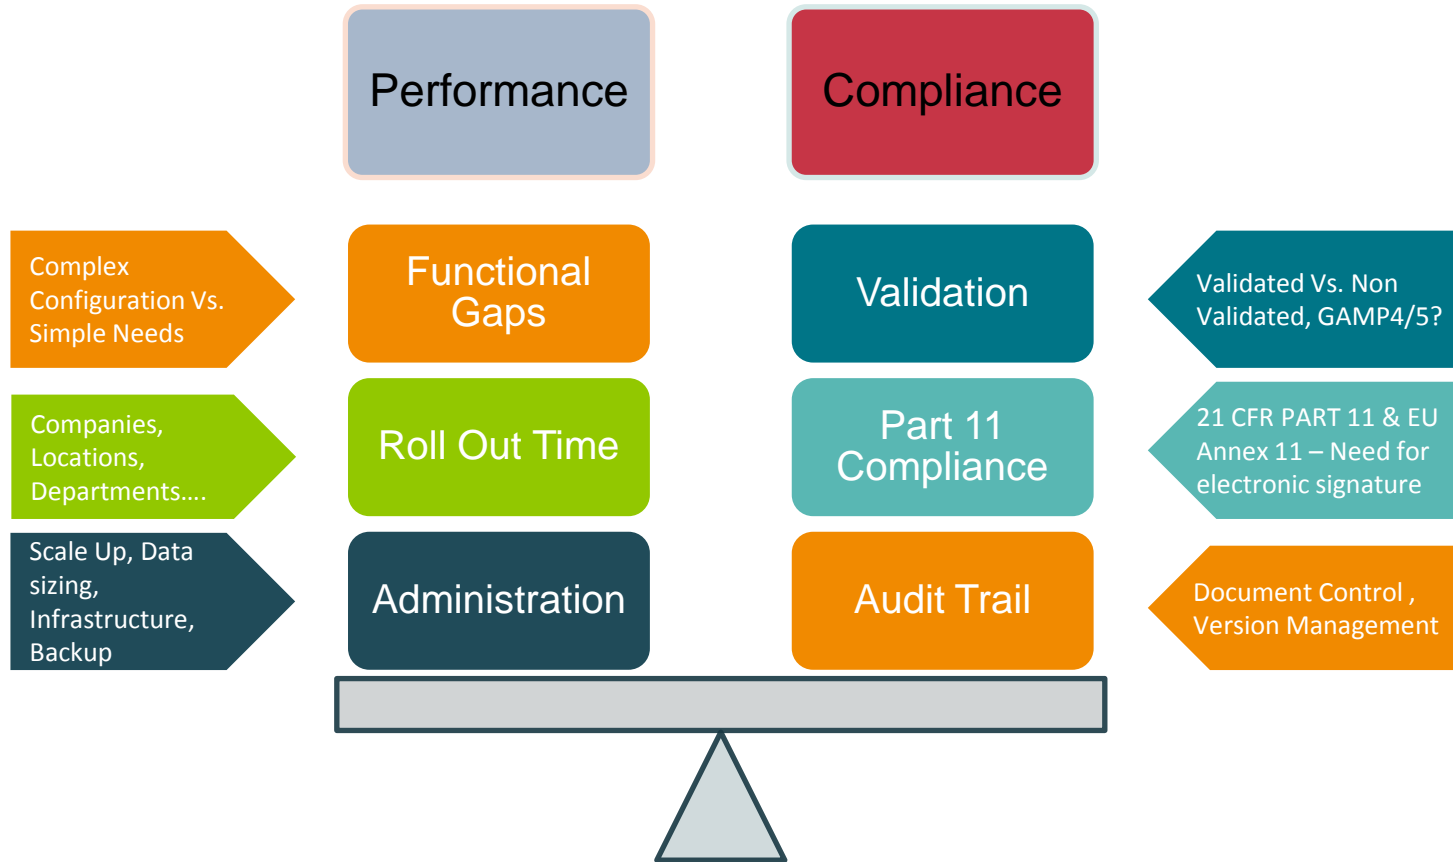 Performance
Compliance
Complex
Configuration Vs.
Simple Needs
Functional
Gaps
Validation
Validated Vs. Non
Validated, GAMP4/5?
Companies,
Locations,
Departments....
Roll Out Time
Part 11
Compliance
21 CFR PART 11 & EU
Annex 11 – Need for
electronic signature
Scale Up, Data
sizing,
Infrastructure,
Backup
Administration
Audit Trail
Document Control ,
Version Management